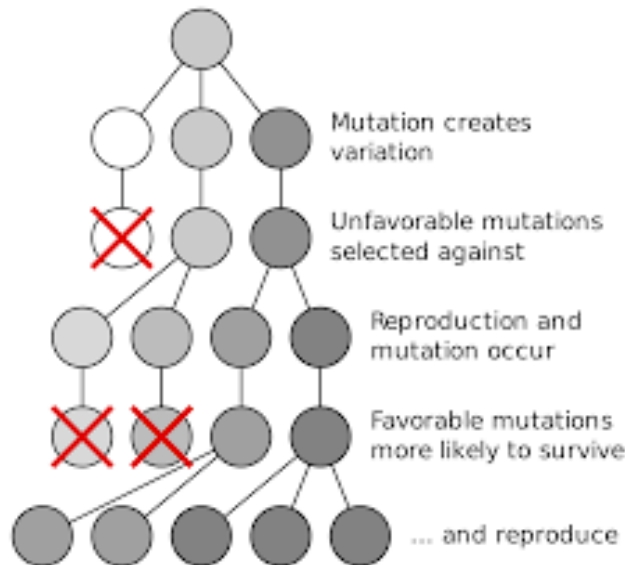 Mutation creates
variation
Unfavorable mutations
selected against
Reproduction and
mutation occur
Favorable mutations
more likely to survive
... and reproduce